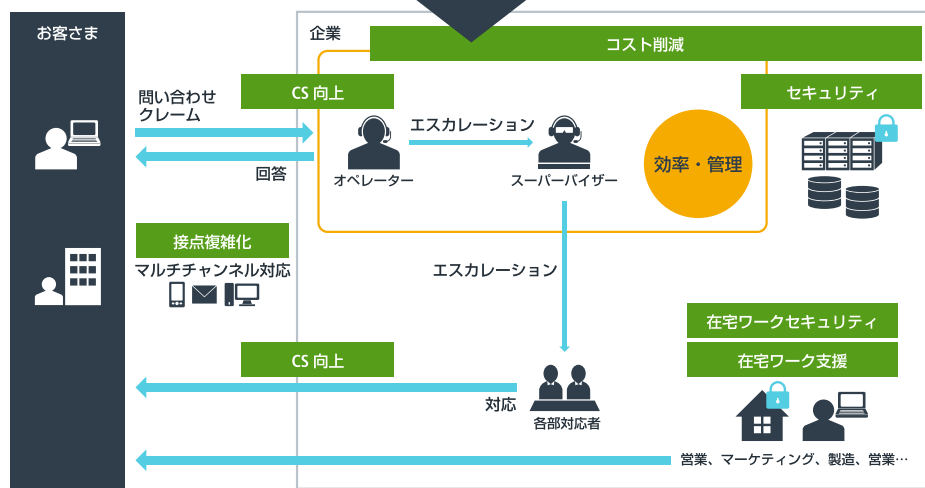 お客さま
企業
コスト削減
CS 向上
セキュリティ
問い合わせ
クレーム
エスカレーション
回答
オペレーター
スーパーバイザー
効率・管理
接点複雑化
マルチチャンネル対応
エスカレーション
在宅ワークセキュリティ
在宅ワーク支援
CS 向上
対応
各部対応者
営業、マーケティング、製造、営業…